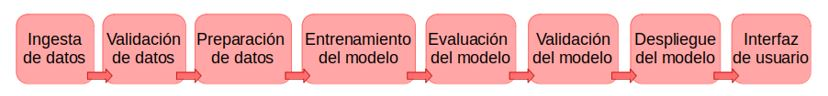 Ingesta
de datos
Validación
de datos
Preparación
de datos
Entrenamiento
del modelo
Evaluación
del modelo
Validación
del modelo
Despliegue
del modelo
Interfaz
de usuario